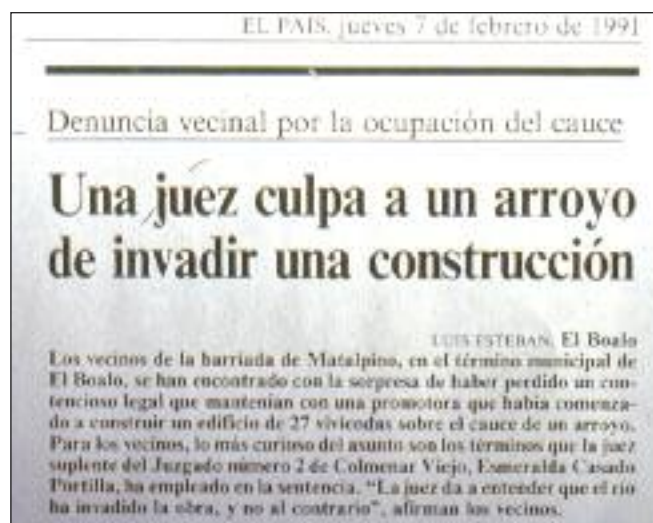 EL PAIS, jueves 7 de febrero de 1991
Denuncia vecinal por la ocupación del cauce
Una juez culpa a un arroyo
de invadir una construcción
LUIS ESTEBAN, El Boalo
Los vecinos de la barriada de Matalpino, en el término municipal de
El Boalo, se han encontrado con la sorpresa de haber perdido un con-
tencioso legal que mantenían con una promotora que había comenza-
do a construir un edificio de 27 viviendas sobre el cauce de un arroyo.
Para los vecinos, lo más curioso del asunto son los términos que la juez
suplente del Juzgado número 2 de Colmenar Viejo, Esmeralda Casado
Portilla, ha empleado en la sentencia. “La juez da a entender que el río
ha invadido la obra, y no al contrario”, afirman los vecinos.